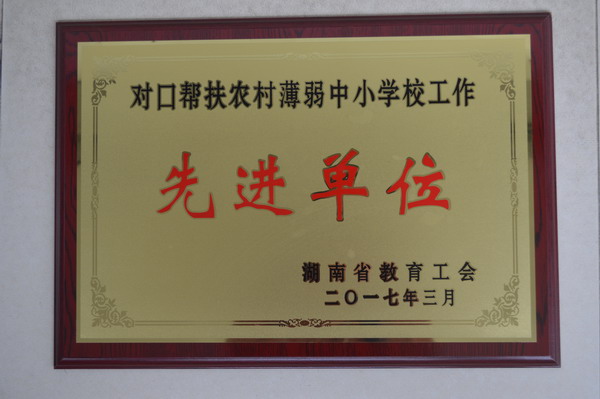 对口帮扶农村薄弱中小学校工作
先进单位
湖南省教育工会
二〇一七年三月